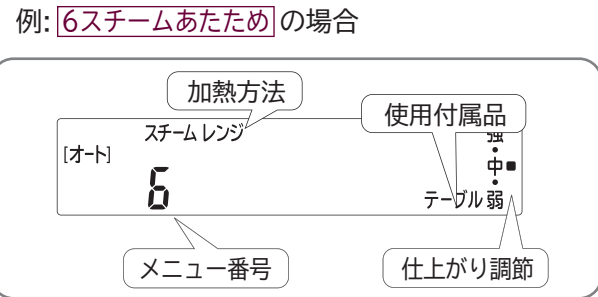 例: 6スチームあたため の場合
加熱方法
使用付属品
スチーム レンジ
[オート]
強
・
中■
・
6
テーブル 弱
メニュー番号
仕上がり調節